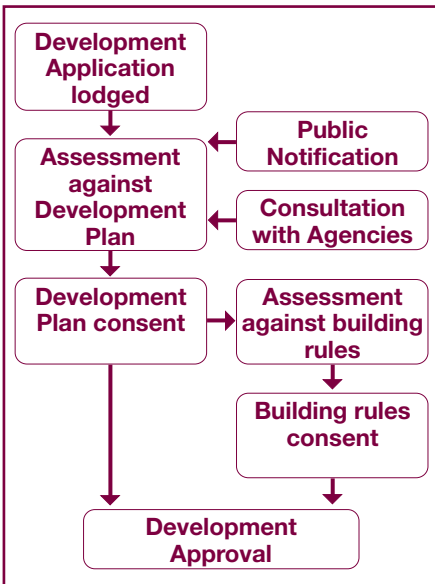 Development
Application
lodged
Public
Notification
Assessment
against
Development
Plan
Consultation
with Agencies
Development
Plan consent
Assessment
against building
rules
Building rules
consent
Development
Approval